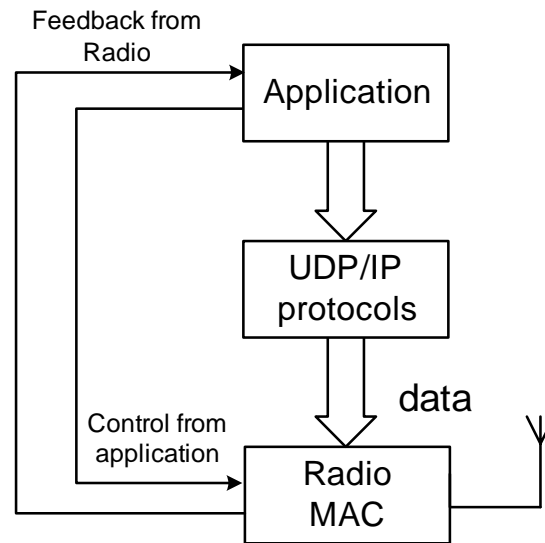 Feedback from
Radio
Application
UDP/IP
protocols
data
Control from
application
Radio
MAC